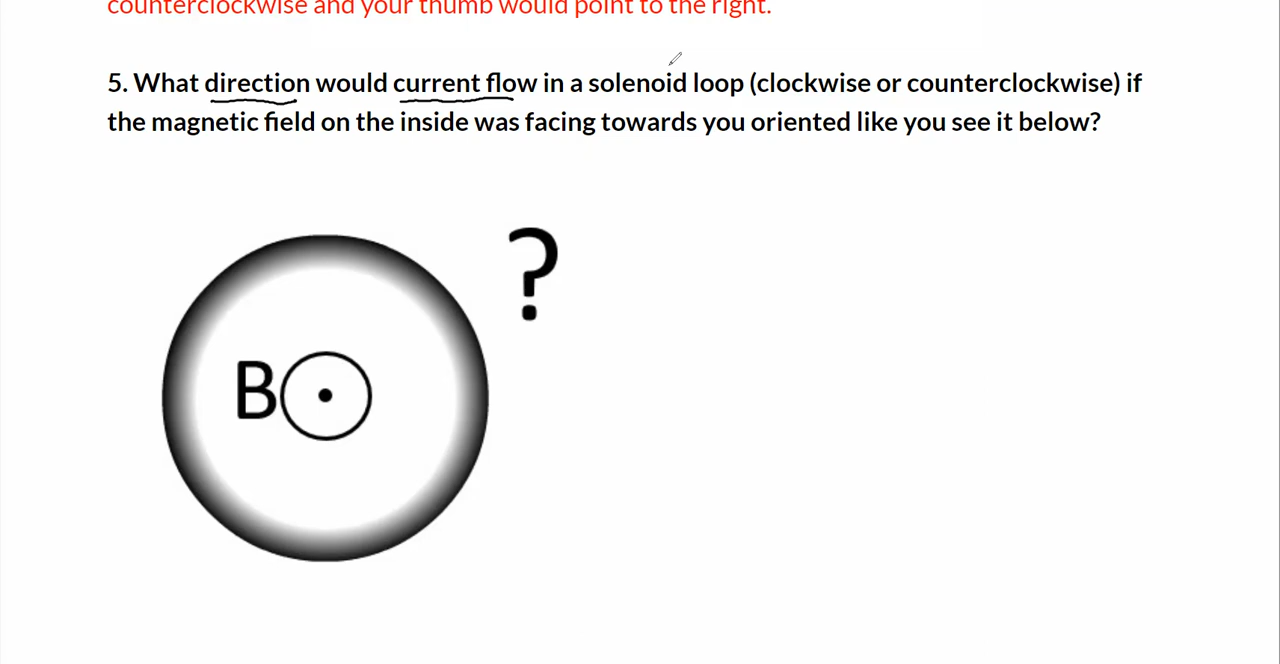 counterclockwise and your thumb would point to the right.
5. What direction would current flow in a solenoid loop (clockwise or counterclockwise) if
the magnetic field on the inside was facing towards you oriented like you see it below?
?
B